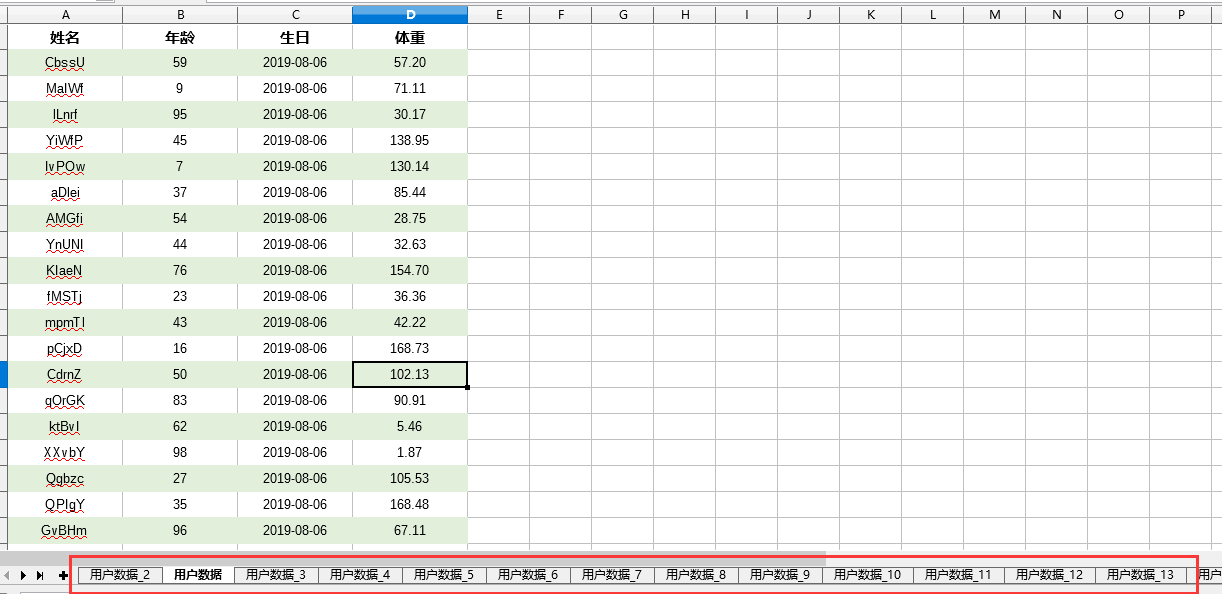 A B C D E F G H I J K L M N O P
姓名 年龄 生日 体重
CbssU 59 2019-08-06 57.20
MalWf 9 2019-08-06 71.11
lLnrf 95 2019-08-06 30.17
YiWfP 45 2019-08-06 138.95
lvPOw 7 2019-08-06 130.14
aDlei 37 2019-08-06 85.44
AMGfi 54 2019-08-06 28.75
YnUNI 44 2019-08-06 32.63
KlaeN 76 2019-08-06 154.70
fMSTj 23 2019-08-06 36.36
mpmTl 43 2019-08-06 42.22
pCjxD 16 2019-08-06 168.73
CdrnZ 50 2019-08-06 102.13
qOrGK 83 2019-08-06 90.91
ktBvl 62 2019-08-06 5.46
XXvbY 98 2019-08-06 1.87
Qqbzc 27 2019-08-06 105.53
QPIgY 35 2019-08-06 168.48
GvBHm 96 2019-08-06 67.11
用户数据_2 用户数据 用户数据_3 用户数据_4 用户数据_5 用户数据_6 用户数据_7 用户数据_8 用户数据_9 用户数据_10 用户数据_11 用户数据_12 用户数据_13 用户